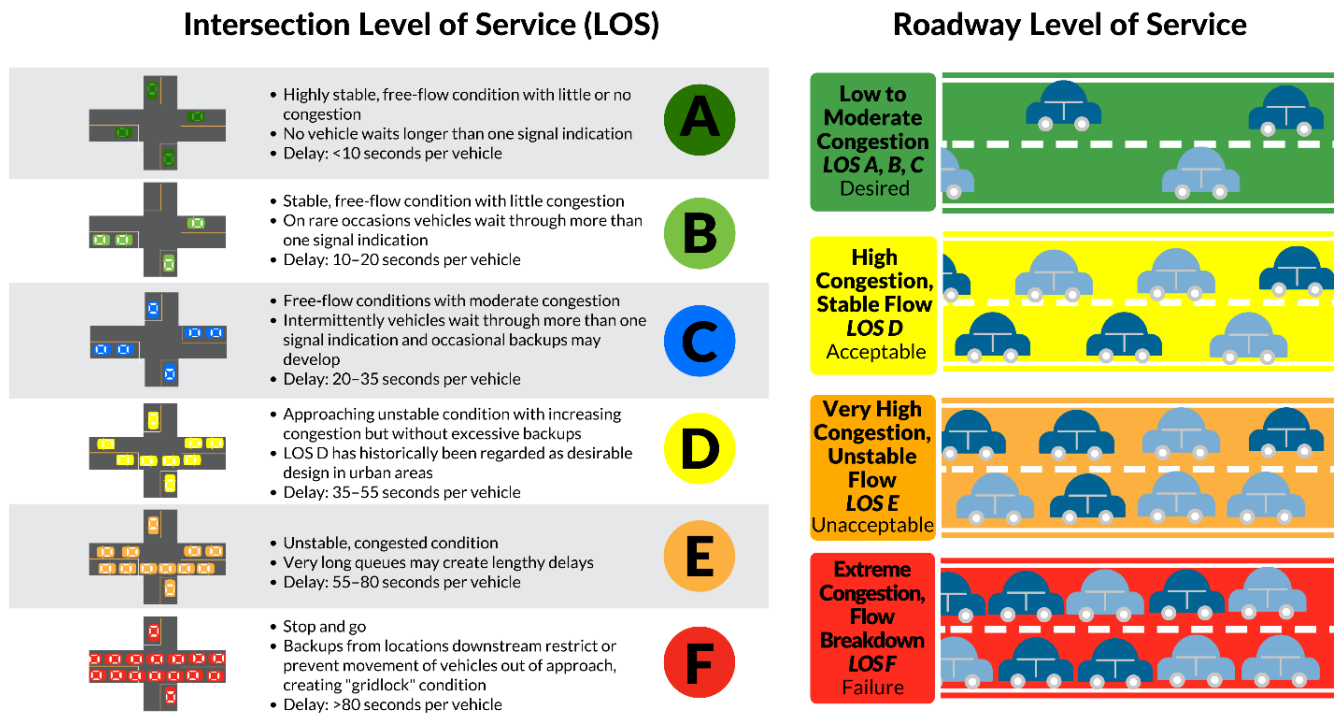 Intersection Level of Service (LOS)
• Highly stable, free-flow condition with little or no
congestion
• No vehicle waits longer than one signal indication
• Delay: <10 seconds per vehicle
A
• Stable, free-flow condition with little congestion
• On rare occasions vehicles wait through more than
one signal indication
• Delay: 10–20 seconds per vehicle
B
• Free-flow conditions with moderate congestion
• Intermittently vehicles wait through more than one
signal indication and occasional backups may
develop
• Delay: 20–35 seconds per vehicle
C
• Approaching unstable condition with increasing
congestion but without excessive backups
• LOS D has historically been regarded as desirable
design in urban areas
• Delay: 35–55 seconds per vehicle
D
• Unstable, congested condition
• Very long queues may create lengthy delays
• Delay: 55–80 seconds per vehicle
E
• Stop and go
• Backups from locations downstream restrict or
prevent movement of vehicles out of approach,
creating "gridlock" condition
• Delay: >80 seconds per vehicle
F
Roadway Level of Service
Low to
Moderate
Congestion
LOS A, B, C
Desired
High
Congestion,
Stable Flow
LOS D
Acceptable
Very High
Congestion,
Unstable
Flow
LOS E
Unacceptable
Extreme
Congestion,
Flow
Breakdown
LOS F
Failure